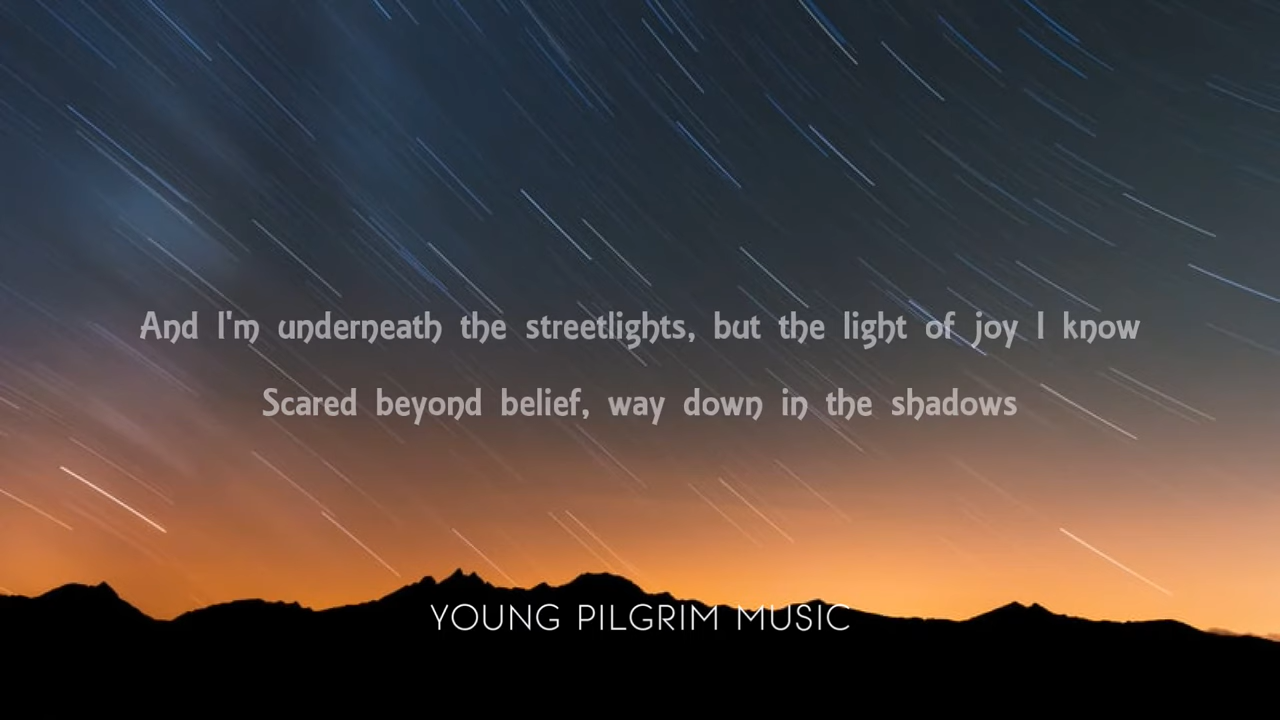 And I'm underneath the streetlights, but the light of joy I know
Scared beyond belief, way down in the shadows
YOUNG PILGRIM MUSIC